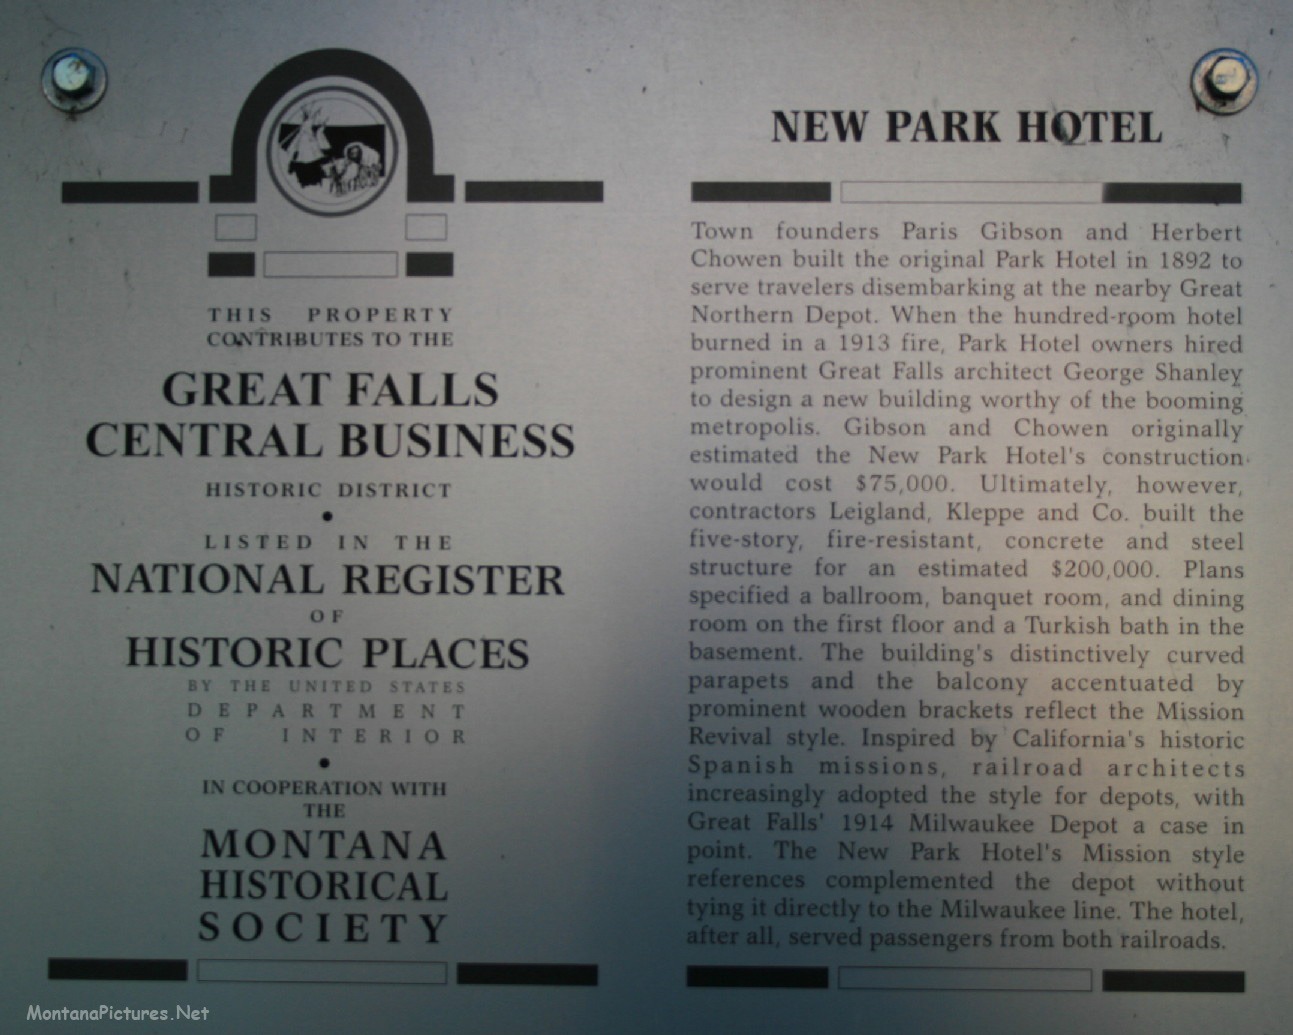 THIS PROPERTY
CONTRIBUTES TO THE
GREAT FALLS
CENTRAL BUSINESS
HISTORIC DISTRICT
•
LISTED IN THE
NATIONAL REGISTER
OF
HISTORIC PLACES
BY THE UNITED STATES
DEPARTMENT
OF INTERIOR
•
IN COOPERATION WITH
THE
MONTANA
HISTORICAL
SOCIETY
NEW PARK HOTEL
Town founders Paris Gibson and Herbert
Chowen built the original Park Hotel in 1892 to
serve travelers disembarking at the nearby Great
Northern Depot. When the hundred-room hotel
burned in a 1913 fire, Park Hotel owners hired
prominent Great Falls architect George Shanley
to design a new building worthy of the booming
metropolis. Gibson and Chowen originally
estimated the New Park Hotel's construction
would cost $75,000. Ultimately, however,
contractors Leigland, Kleppe and Co. built the
five-story, fire-resistant, concrete and steel
structure for an estimated $200,000. Plans
specified a ballroom, banquet room, and dining
room on the first floor and a Turkish bath in the
basement. The building's distinctively curved
parapets and the balcony accentuated by
prominent wooden brackets reflect the Mission
Revival style. Inspired by California's historic
Spanish missions, railroad architects
increasingly adopted the style for depots, with
Great Falls' 1914 Milwaukee Depot a case in
point. The New Park Hotel's Mission style
references complemented the depot without
tying it directly to the Milwaukee line. The hotel,
after all, served passengers from both railroads.
MontanaPictures.Net